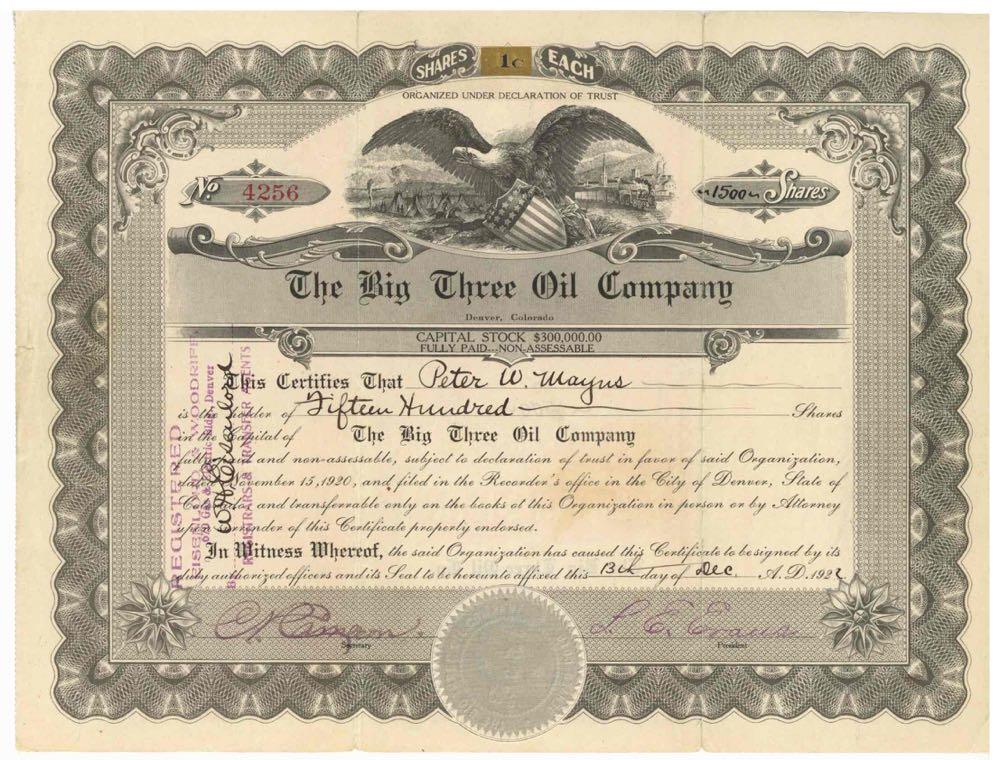 SHARES 1c EACH
ORGANIZED UNDER DECLARATION OF TRUST
No 4256
1500 Shares
The Big Three Oil Company
Denver, Colorado
CAPITAL STOCK $300,000.00
FULLY PAID---NON-ASSESSABLE
This Certifies That Peter W. Mayns
is the holder of Fifteen Hundred Shares
in the Capital of The Big Three Oil Company
fully paid and non-assessable, subject to declaration of trust in favor of said Organization,
dated November 15, 1920, and filed in the Recorder's office in the City of Denver, State of
Colorado, and transferrable only on the books of this Organization in person or by Attorney
upon surrender of this Certificate properly endorsed.
In Witness Whereof, the said Organization has caused this Certificate to be signed by its
duly authorized officers and its Seal to be hereunto affixed this 13th day of Dec. A.D. 1922
Secretary
L. E. Evans
President
REGISTERED
REGISTRARS & TRANSFER AGENTS